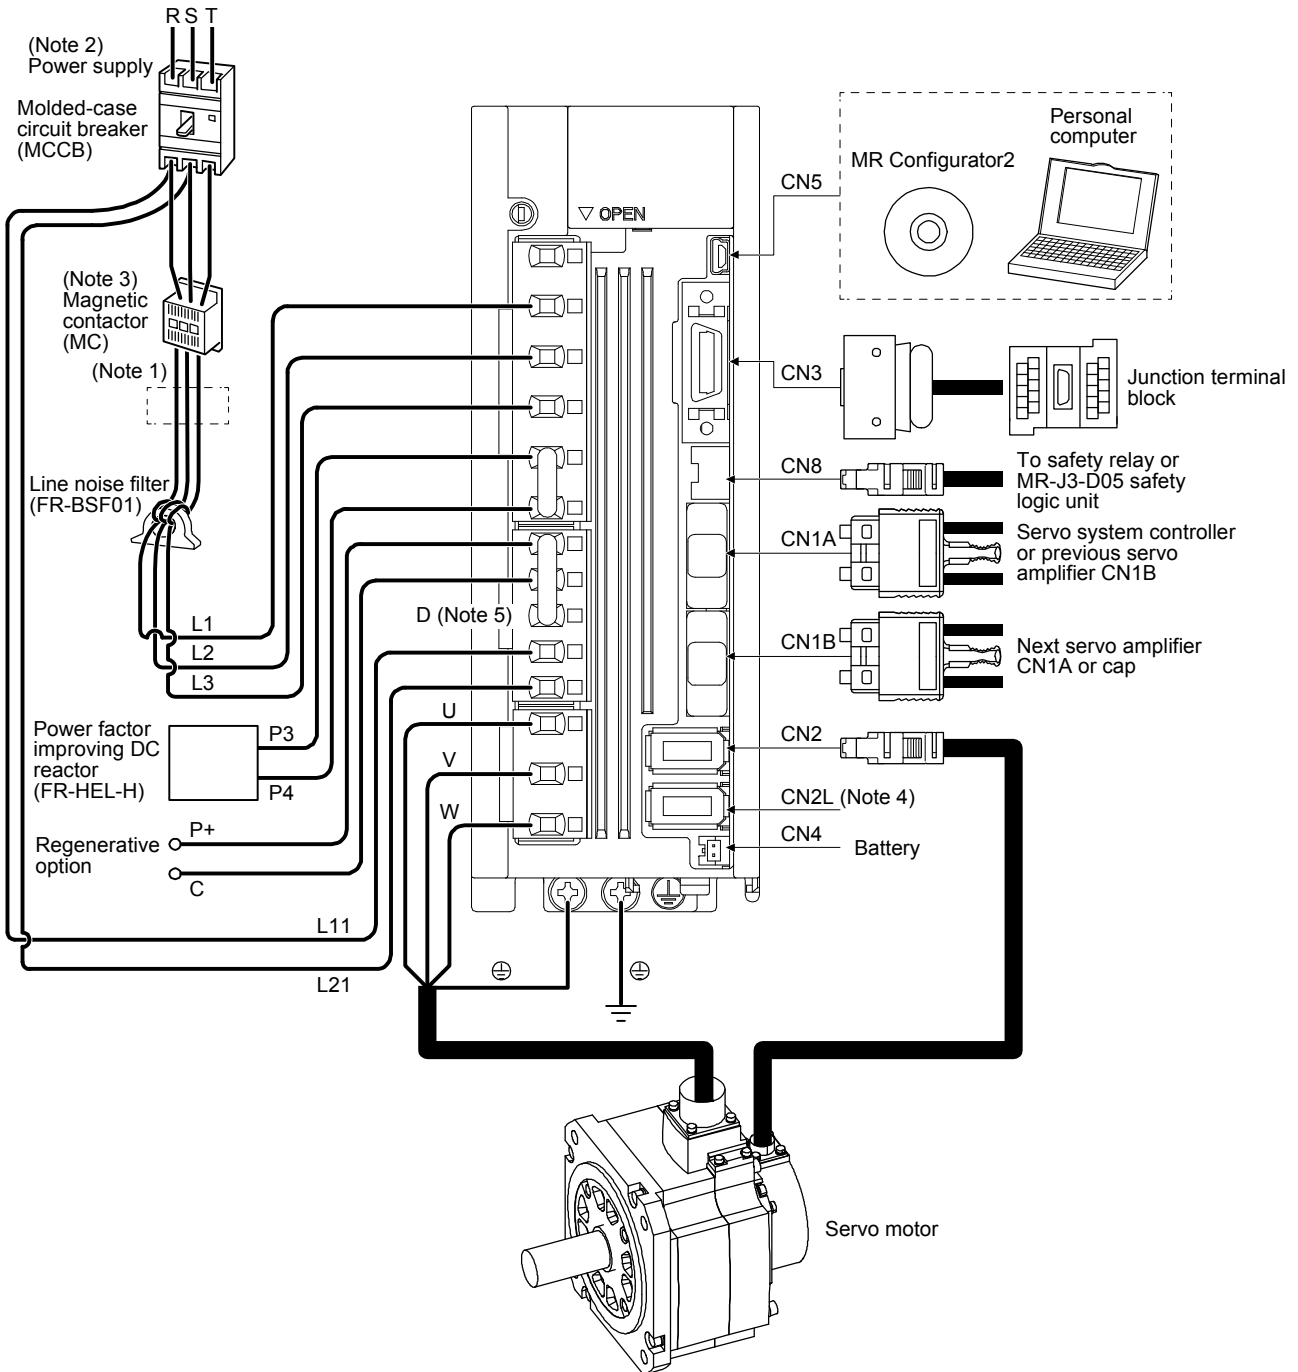 R S T
(Note 2)
Power supply
Molded-case
circuit breaker
(MCCB)
(Note 3)
Magnetic
contactor
(MC)
(Note 1)
Line noise filter
(FR-BSF01)
L1
L2
L3
Power factor
improving DC
reactor
(FR-HEL-H)
P3
P4
Regenerative
option
P+
C
L11
L21
OPEN
D (Note 5)
U
V
W
CN5
MR Configurator2
Personal
computer
CN3
Junction terminal
block
CN8
To safety relay or
MR-J3-D05 safety
logic unit
CN1A
Servo system controller
or previous servo
amplifier CN1B
CN1B
Next servo amplifier
CN1A or cap
CN2
CN2L (Note 4)
CN4
Battery
Servo motor